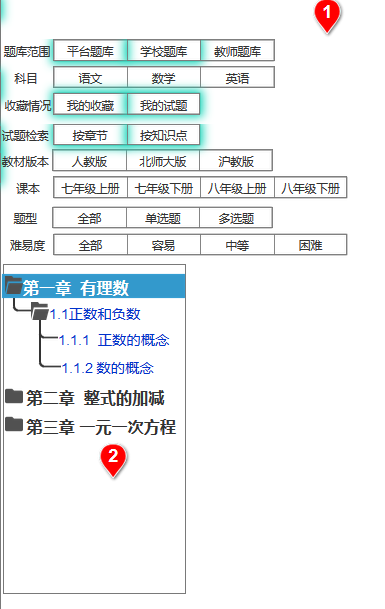 1
题库范围 平台题库 学校题库 教师题库
科目 语文 数学 英语
收藏情况 我的收藏 我的试题
试题检索 按章节 按知识点
教材版本 人教版 北师大版 沪教版
课本 七年级上册 七年级下册 八年级上册 八年级下册
题型 全部 单选题 多选题
难易度 全部 容易 中等 困难
第一章 有理数
1.1正数和负数
1.1.1 正数的概念
1.1.2 数的概念
第二章 整式的加减
第三章 一元一次方程
2